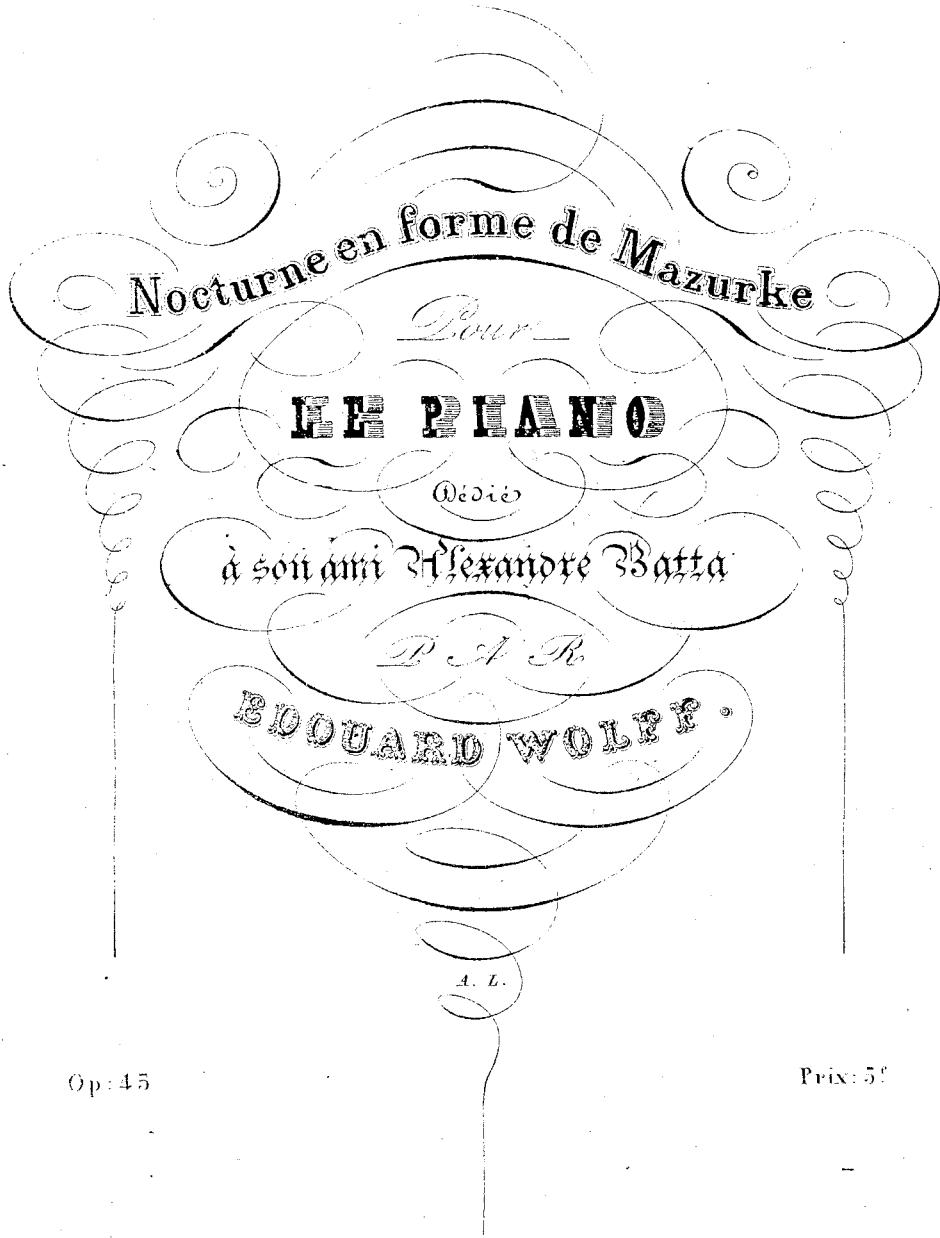 Nocturne en forme de Mazurke
Pour
LE PIANO
Dédié
à son ami Alexandre Batta
PAR
EDOUARD WOLFF.
A. L.
Op: 45
Prix: 5f